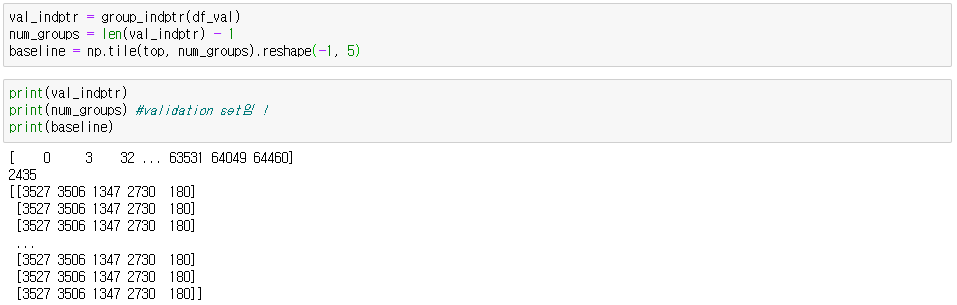 val_indptr = group_indptr(df_val)
num_groups = len(val_indptr) - 1
baseline = np.tile(top, num_groups).reshape(-1, 5)
print(val_indptr)
print(num_groups) #validation set임 !
print(baseline)
[    0     3    32 ... 63531 64049 64460]
2435
[[3527 3506 1347 2730  180]
 [3527 3506 1347 2730  180]
 [3527 3506 1347 2730  180]
 ...
 [3527 3506 1347 2730  180]
 [3527 3506 1347 2730  180]
 [3527 3506 1347 2730  180]]